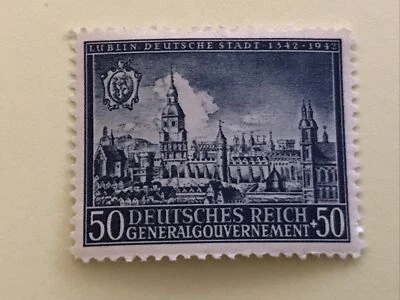 LUBLIN DEUTSCHE STADT · 1342-1942
50 DEUTSCHES REICH +50
GENERALGOUVERNEMENT